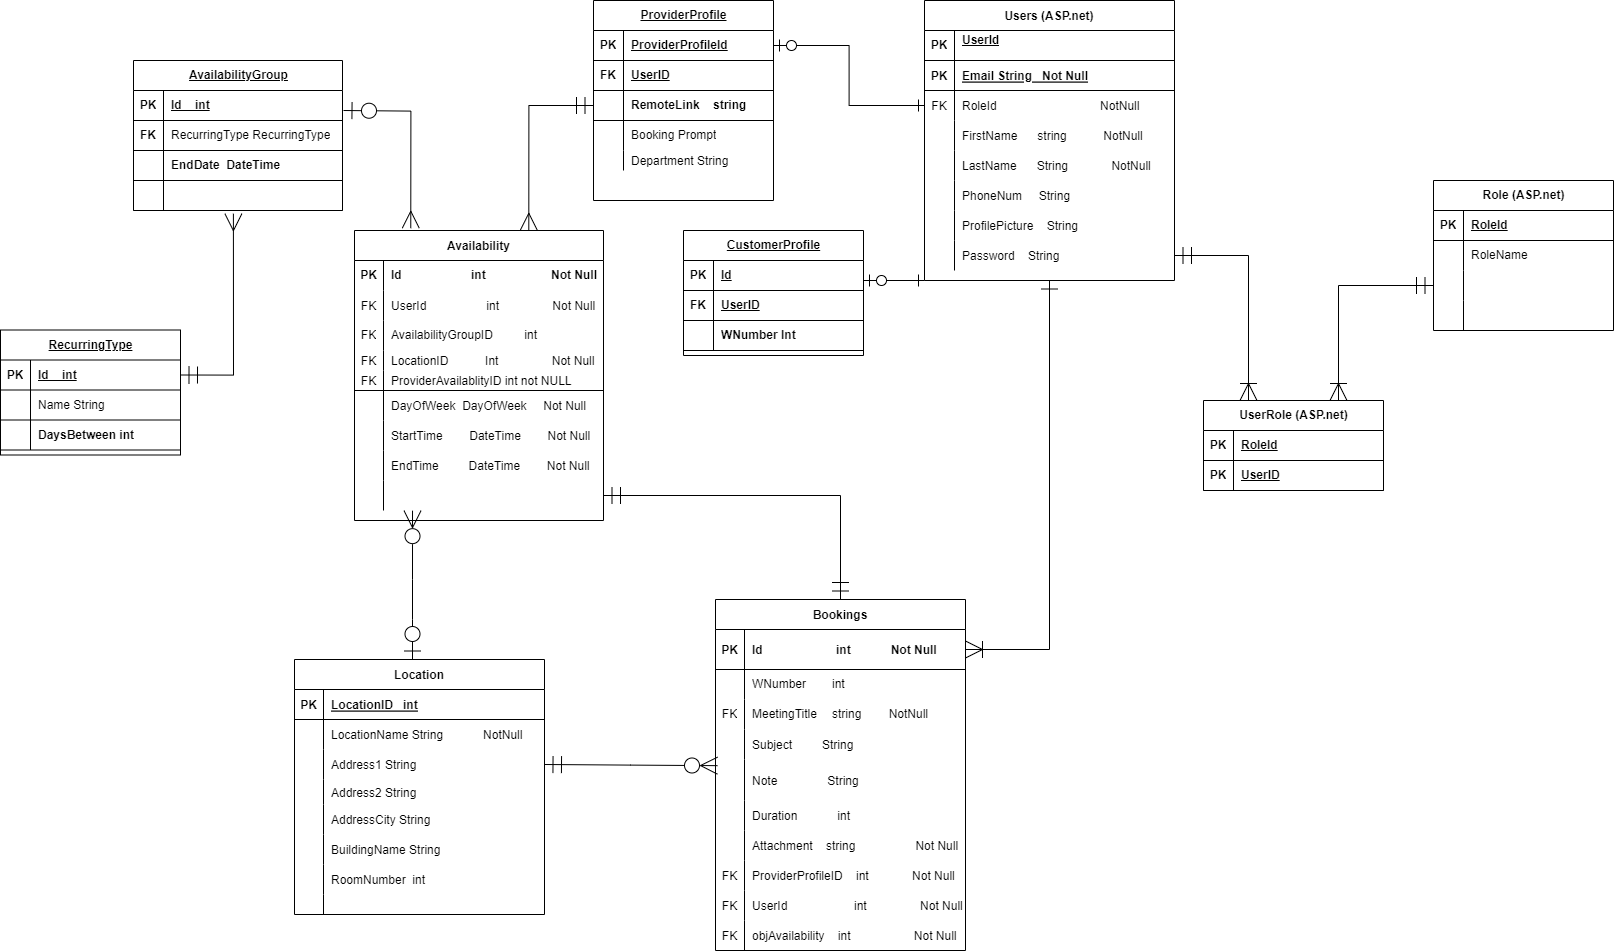 ProviderProfile
PK ProviderProfileId
FK UserID
RemoteLink string
Booking Prompt
Department String
Users (ASP.net)
PK UserId
PK Email String Not Null
FK RoleId NotNull
FirstName string NotNull
LastName String NotNull
PhoneNum String
ProfilePicture String
Password String
AvailabilityGroup
PK Id int
FK RecurringType RecurringType
EndDate DateTime
Role (ASP.net)
PK RoleId
RoleName
Availability
PK Id int Not Null
FK UserId int Not Null
FK AvailabilityGroupID int
FK LocationID Int Not Null
FK ProviderAvailablityID int not NULL
DayOfWeek DayOfWeek Not Null
StartTime DateTime Not Null
EndTime DateTime Not Null
CustomerProfile
PK Id
FK UserID
WNumber Int
RecurringType
PK Id int
Name String
DaysBetween int
UserRole (ASP.net)
PK RoleId
PK UserID
Bookings
PK Id int Not Null
WNumber int
FK MeetingTitle string NotNull
Subject String
Note String
Duration int
Attachment string Not Null
FK ProviderProfileID int Not Null
FK UserId int Not Null
FK objAvailability int Not Null
Location
PK LocationID int
LocationName String NotNull
Address1 String
Address2 String
AddressCity String
BuildingName String
RoomNumber int